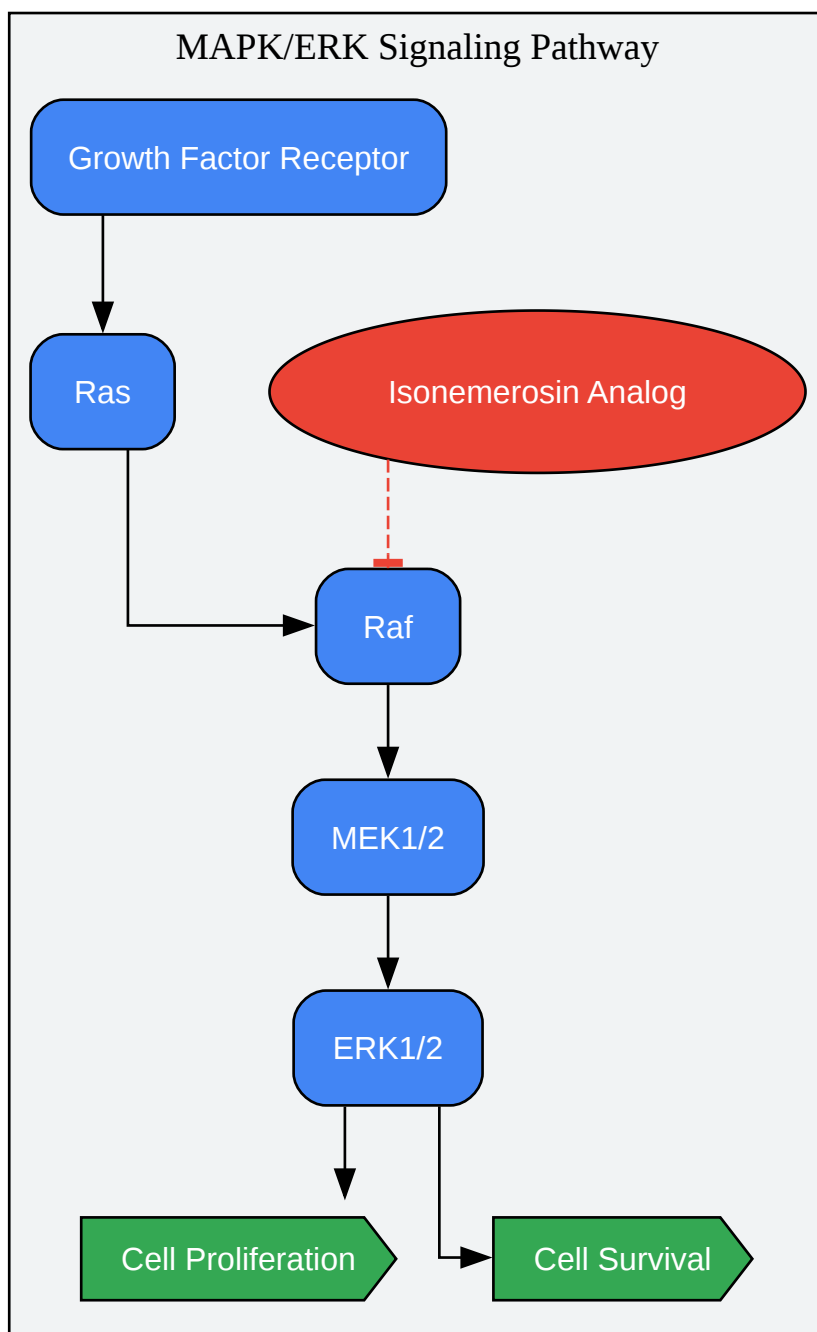 MAPK/ERK Signaling Pathway
Growth Factor Receptor
Ras
Isonemerosin Analog
Raf
MEK1/2
ERK1/2
Cell Proliferation
Cell Survival